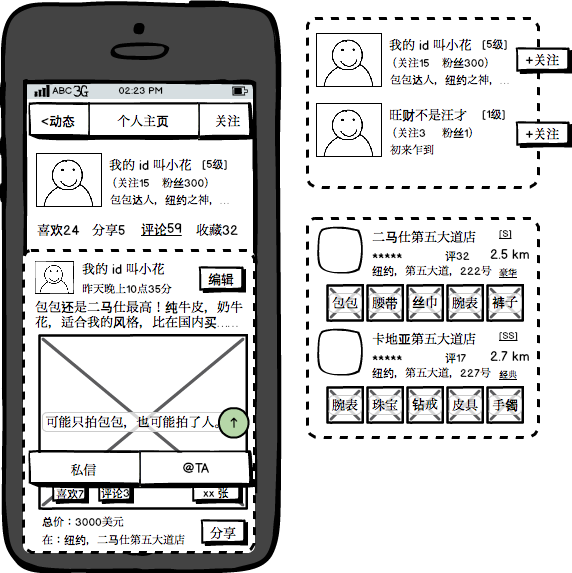 ABC 3G 02:23 PM
<动态 个人主页 关注
我的 id 叫小花 [5级]
(关注15 粉丝300)
包包达人，纽约之神，...
喜欢24 分享5 评论59 收藏32
我的 id 叫小花
昨天晚上10点35分
编辑
包包还是二马仕最高！纯牛皮，奶牛
花，适合我的风格，比在国内买……
可能只拍包包，也可能拍了人。
↑
私信 @TA
喜欢7 评论3 xx 张
总价：3000美元
在：纽约，二马仕第五大道店
分享
我的 id 叫小花 [5级]
(关注15 粉丝300)
包包达人，纽约之神，...
+关注
旺财不是汪才 [1级]
(关注3 粉丝1)
初来乍到
+关注
二马仕第五大道店 [S]
***** 评32 2.5 km
纽约，第五大道，222号 豪华
包包 腰带 丝巾 腕表 裤子
卡地亚第五大道店 [SS]
***** 评17 2.7 km
纽约，第五大道，227号 经典
腕表 珠宝 钻戒 皮具 手镯